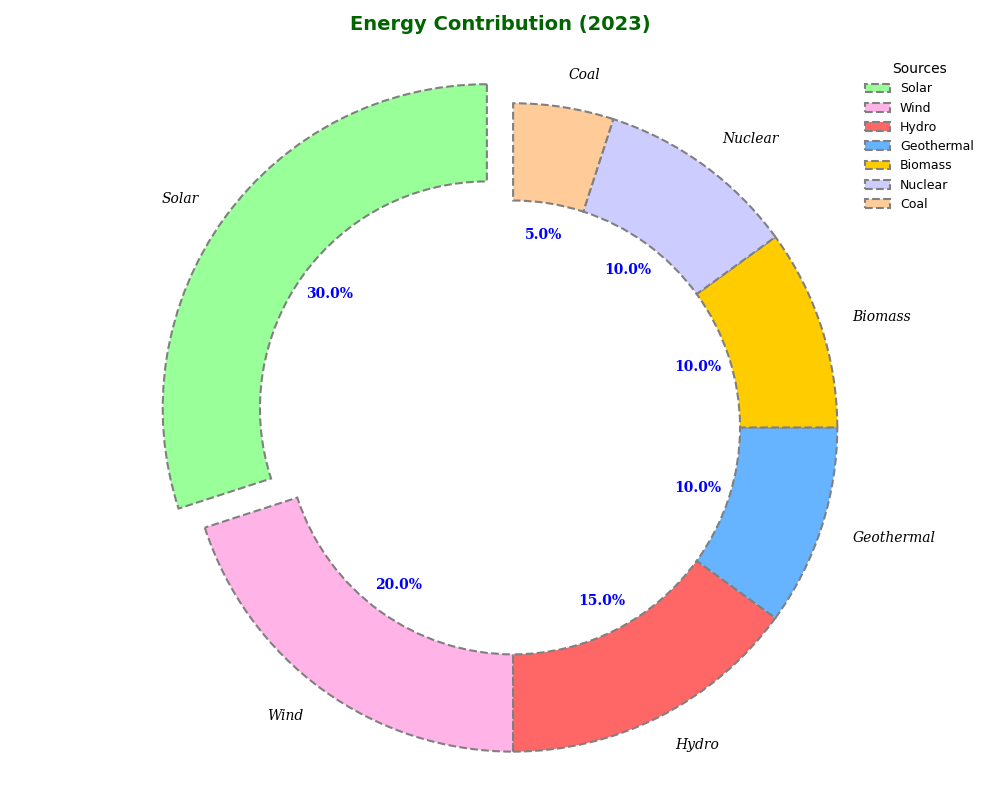 Energy Contribution (2023)
Coal
Sources
Solar
Wind
Hydro
Geothermal
Biomass
Nuclear
Coal
Nuclear
Solar
5.0%
10.0%
30.0%
Biomass
10.0%
10.0%
Geothermal
20.0%
15.0%
Wind
Hydro